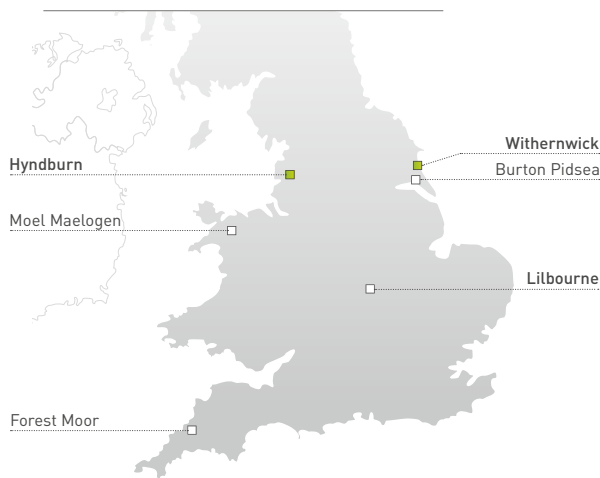 Withernwick
Hyndburn
Burton Pidsea
Moel Maelogen
Lilbourne
Forest Moor